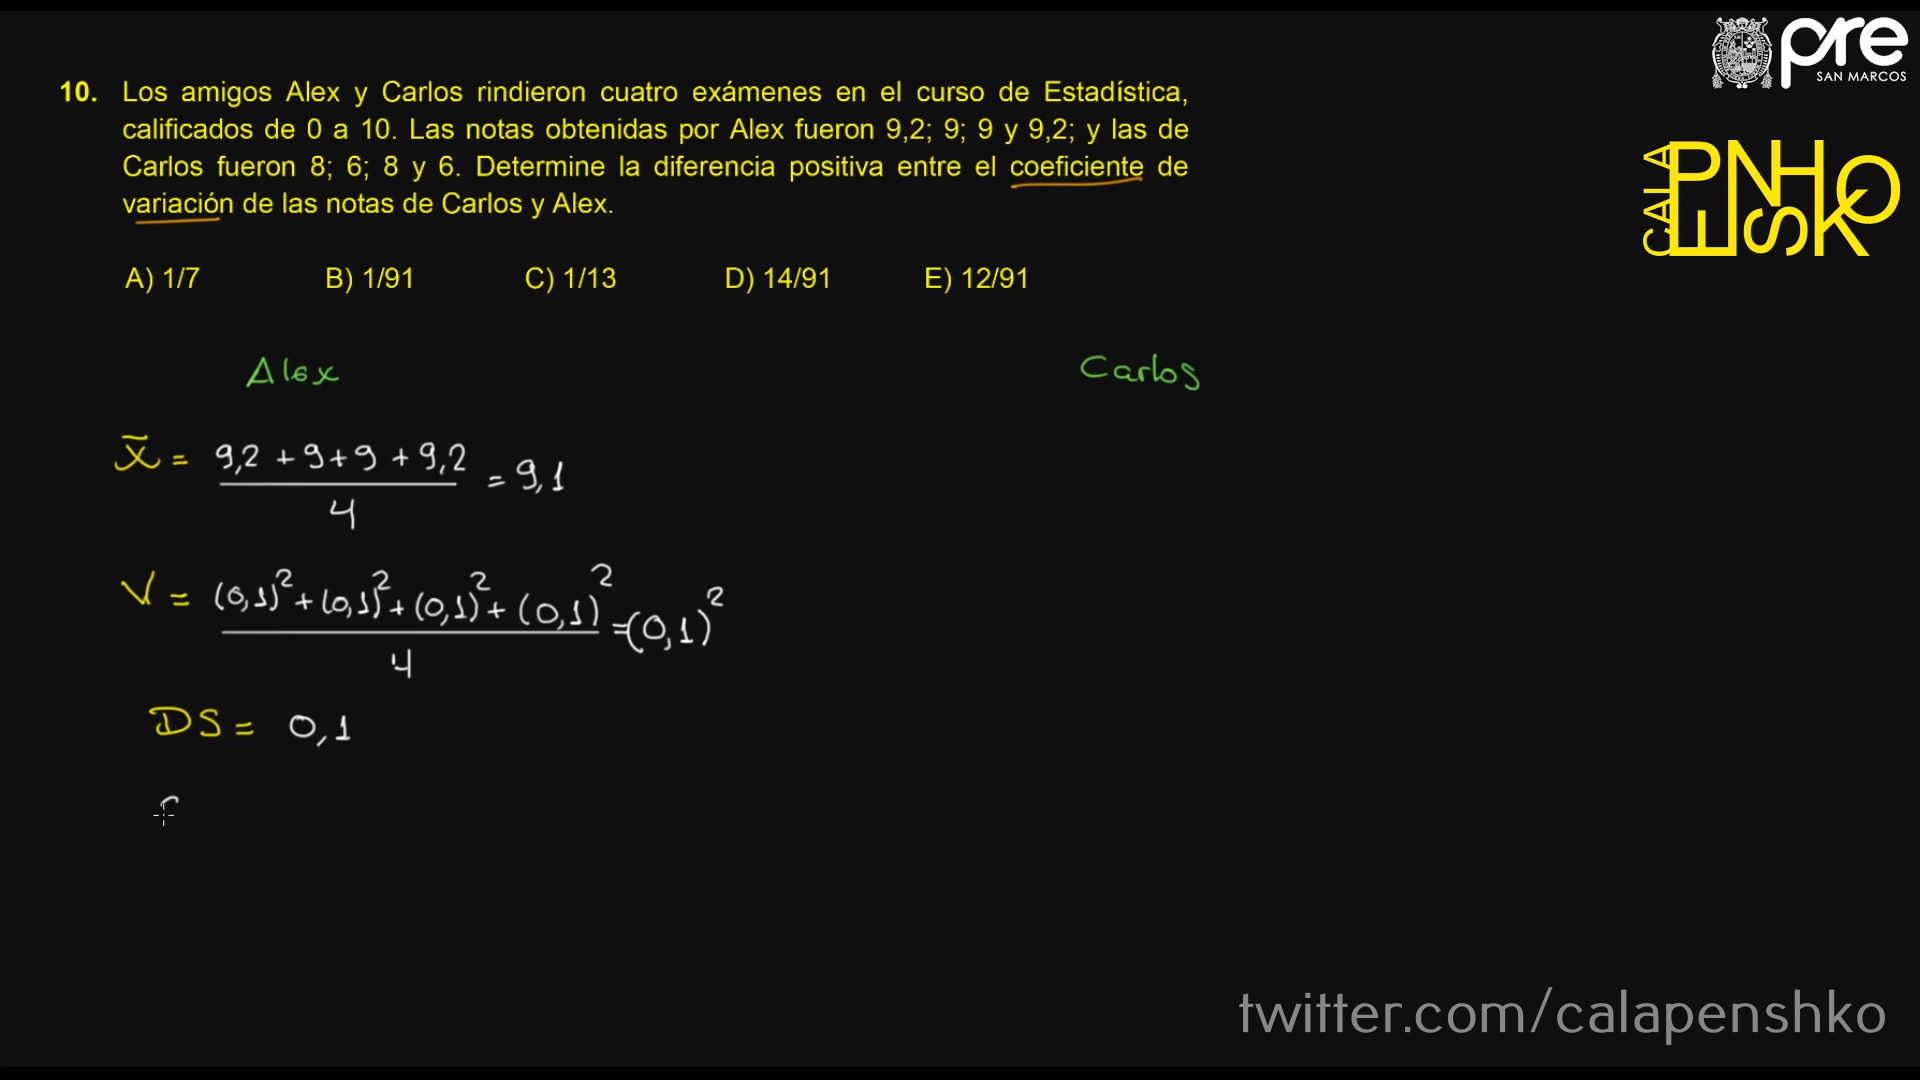 pre
SAN MARCOS
CALA
PENSHKO
10. Los amigos Alex y Carlos rindieron cuatro exámenes en el curso de Estadística,
calificados de 0 a 10. Las notas obtenidas por Alex fueron 9,2; 9; 9 y 9,2; y las de
Carlos fueron 8; 6; 8 y 6. Determine la diferencia positiva entre el coeficiente de
variación de las notas de Carlos y Alex.
A) 1/7 B) 1/91 C) 1/13 D) 14/91 E) 12/91
Alex Carlos
x̄ = 9,2 + 9 + 9 + 9,2 / 4 = 9,1
V = (0,1)² + (0,1)² + (0,1)² + (0,1)² / 4 = (0,1)²
DS = 0,1
twitter.com/calapenshko